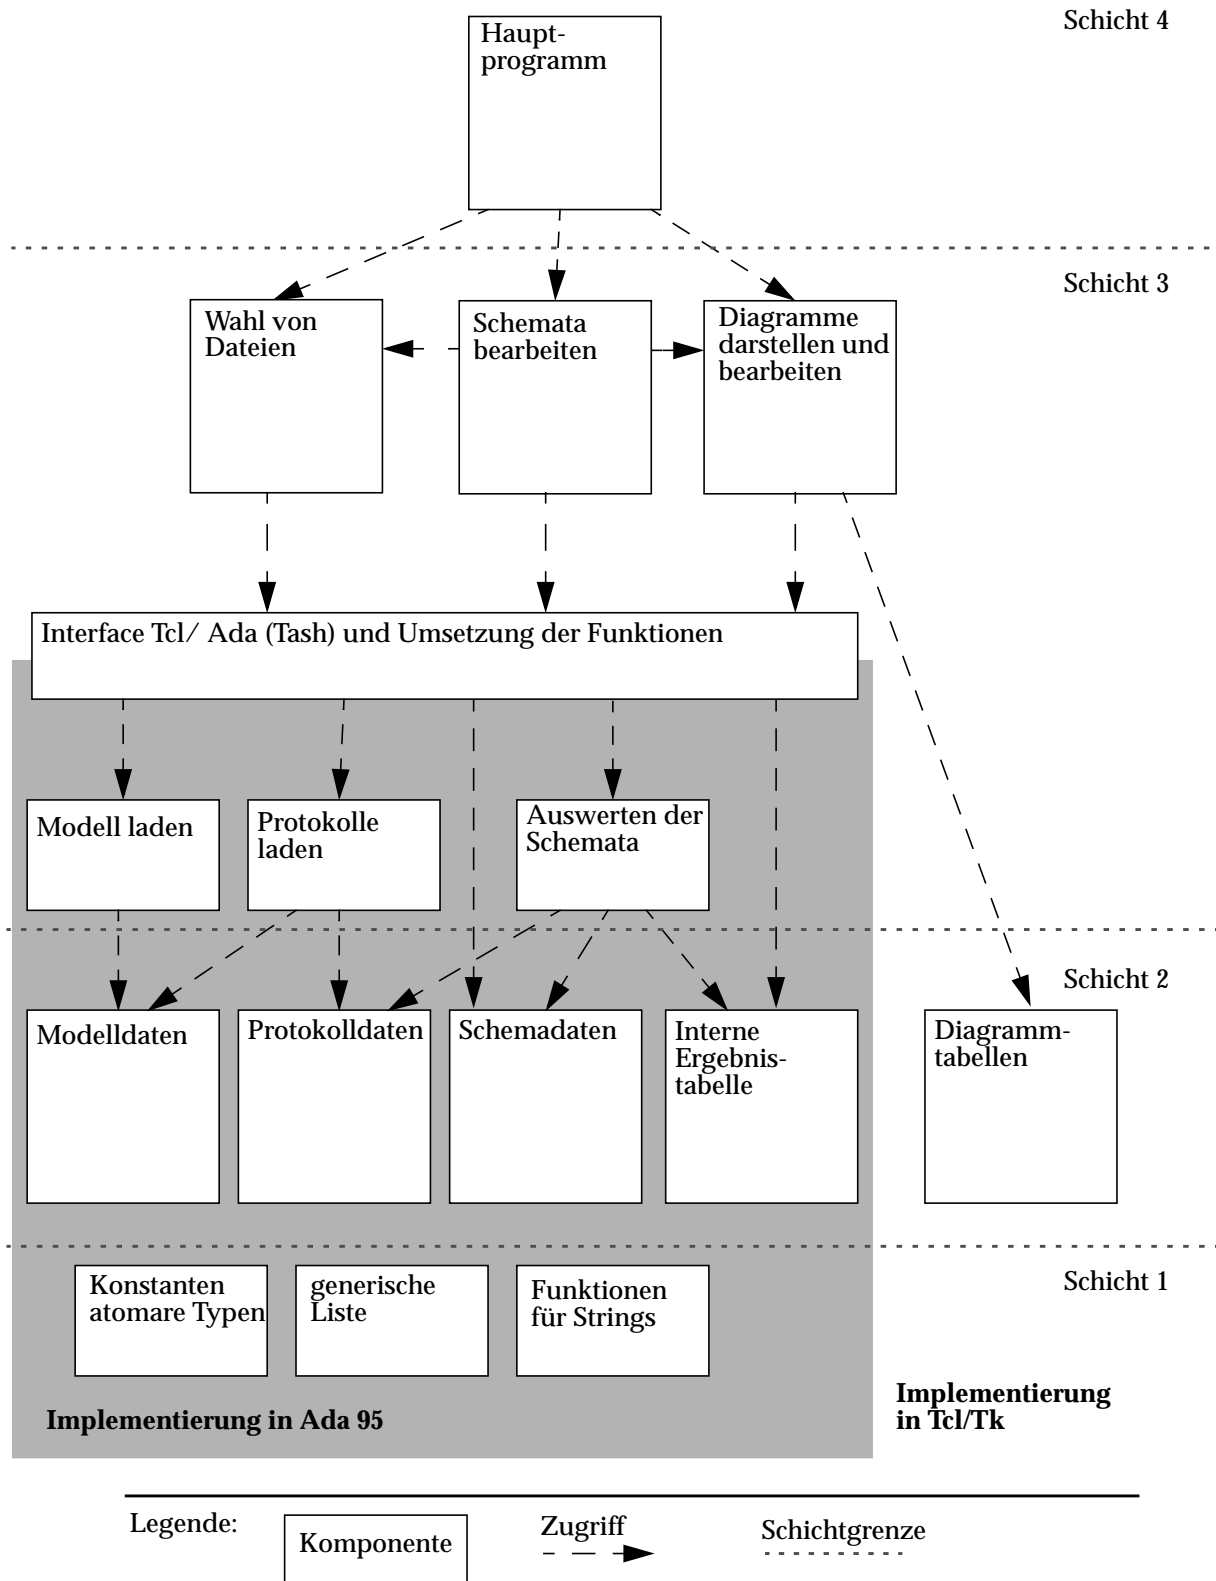 Schicht 4
Haupt-
programm
Schicht 3
Wahl von
Dateien
Schemata
bearbeiten
Diagramme
darstellen und
bearbeiten
Interface Tcl/ Ada (Tash) und Umsetzung der Funktionen
Modell laden
Protokolle
laden
Auswerten der
Schemata
Schicht 2
Modelldaten
Protokolldaten
Schemadaten
Interne
Ergebnis-
tabelle
Diagramm-
tabellen
Schicht 1
Konstanten
atomare Typen
generische
Liste
Funktionen
für Strings
Implementierung in Ada 95
Implementierung
in Tcl/Tk
Legende:
Komponente
Zugriff
Schichtgrenze